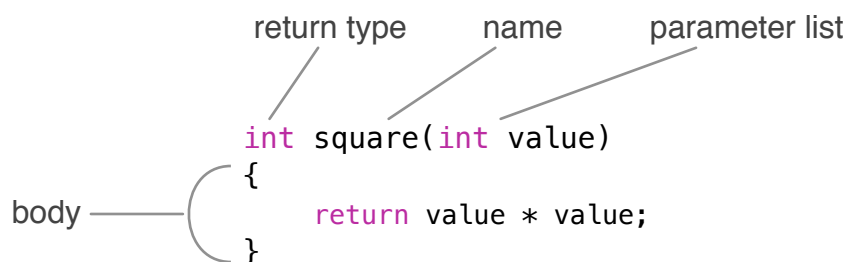 return type name parameter list
int square(int value)
{
body
return value * value;
}